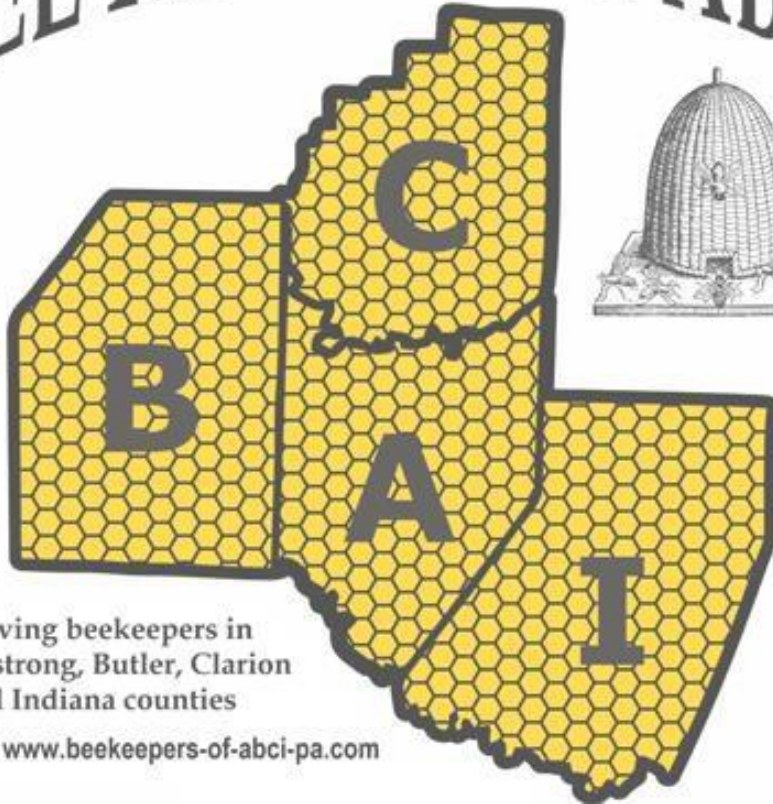 C
B
A
I
ving beekeepers in
strong, Butler, Clarion
Indiana counties
www.beekeepers-of-abci-pa.com